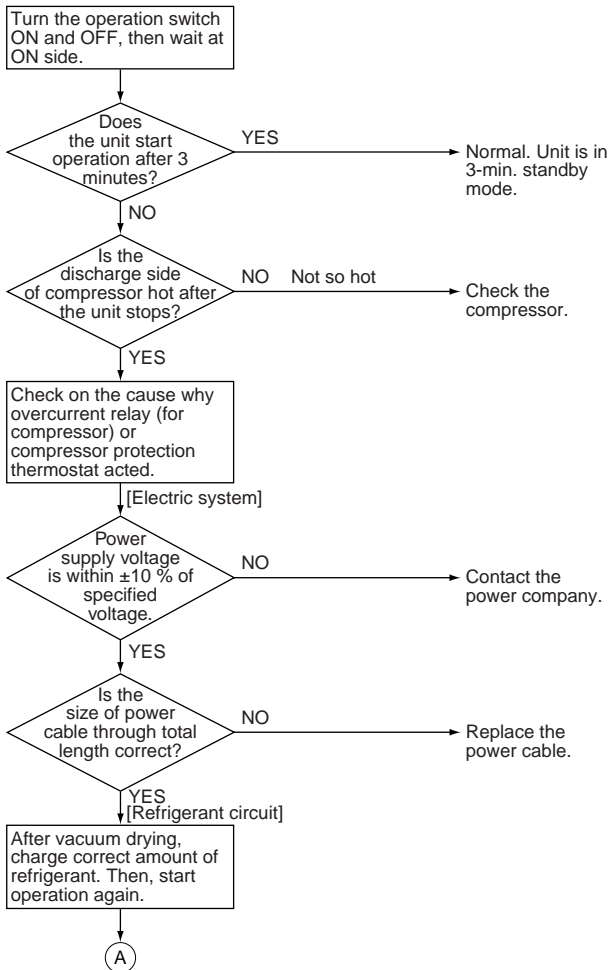 Turn the operation switch
ON and OFF, then wait at
ON side.
Does
the unit start
operation after 3
minutes?
YES
Normal. Unit is in
3-min. standby
mode.
NO
Is the
discharge side
of compressor hot after
the unit stops?
NO Not so hot
Check the
compressor.
YES
Check on the cause why
overcurrent relay (for
compressor) or
compressor protection
thermostat acted.
[Electric system]
Power
supply voltage
is within ±10 % of
specified
voltage.
NO
Contact the
power company.
YES
Is the
size of power
cable through total
length correct?
NO
Replace the
power cable.
YES
[Refrigerant circuit]
After vacuum drying,
charge correct amount of
refrigerant. Then, start
operation again.
A